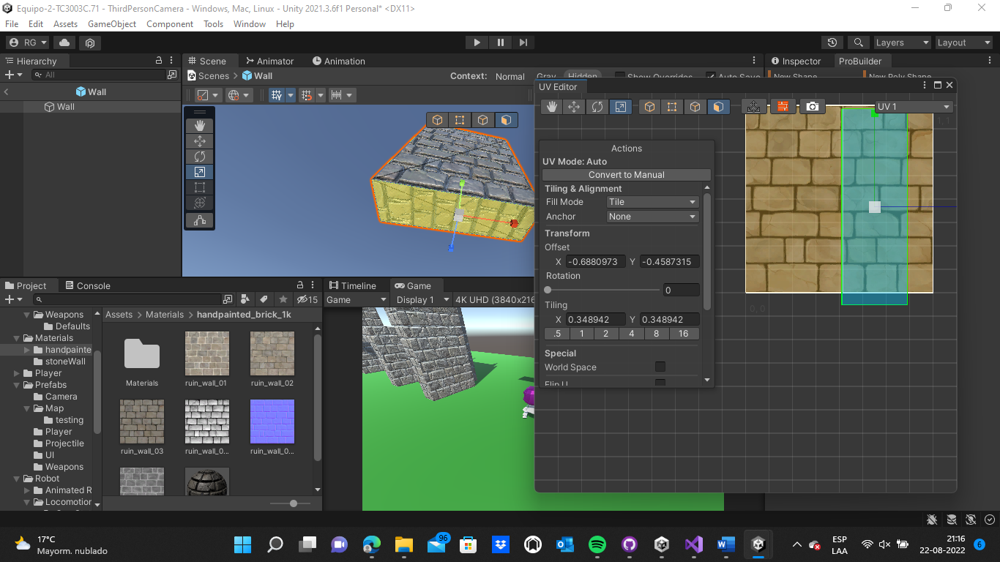 Equipo-2-TC3003C.71 - ThirdPersonCamera - Windows, Mac, Linux - Unity 2021.3.6f1 Personal* <DX11>
File Edit Assets GameObject Component Tools Window Help
RG
Layers Layout
Hierarchy
All
Wall
Wall
Scene Animator Animation
Scenes Wall Context: Normal Gray Hidden Show Overrides Auto Save
Inspector ProBuilder
New Shape New Poly Shape
UV Editor
UV 1
1, 1
0, 0
Actions
UV Mode: Auto
Convert to Manual
Tiling & Alignment
Fill Mode Tile
Anchor None
Transform
Offset
X -0.6880973 Y -0.4587315
Rotation
0
Tiling
X 0.348942 Y 0.348942
.5 1 2 4 8 16
Special
World Space
Flip U
Project Console
15
Weapons
Defaults
Materials
handpainte
stoneWall
Player
Prefabs
Camera
Map
testing
Player
Projectile
UI
Weapons
Robot
Animated R
Locomotior
Assets > Materials > handpainted_brick_1k
Materials ruin_wall_01 ruin_wall_02
ruin_wall_03 ruin_wall_0... ruin_wall_0...
Timeline Game
Game Display 1 4K UHD (3840x216
17°C
Mayorm. nublado
96
ESP
LAA
21:16
22-08-2022
6